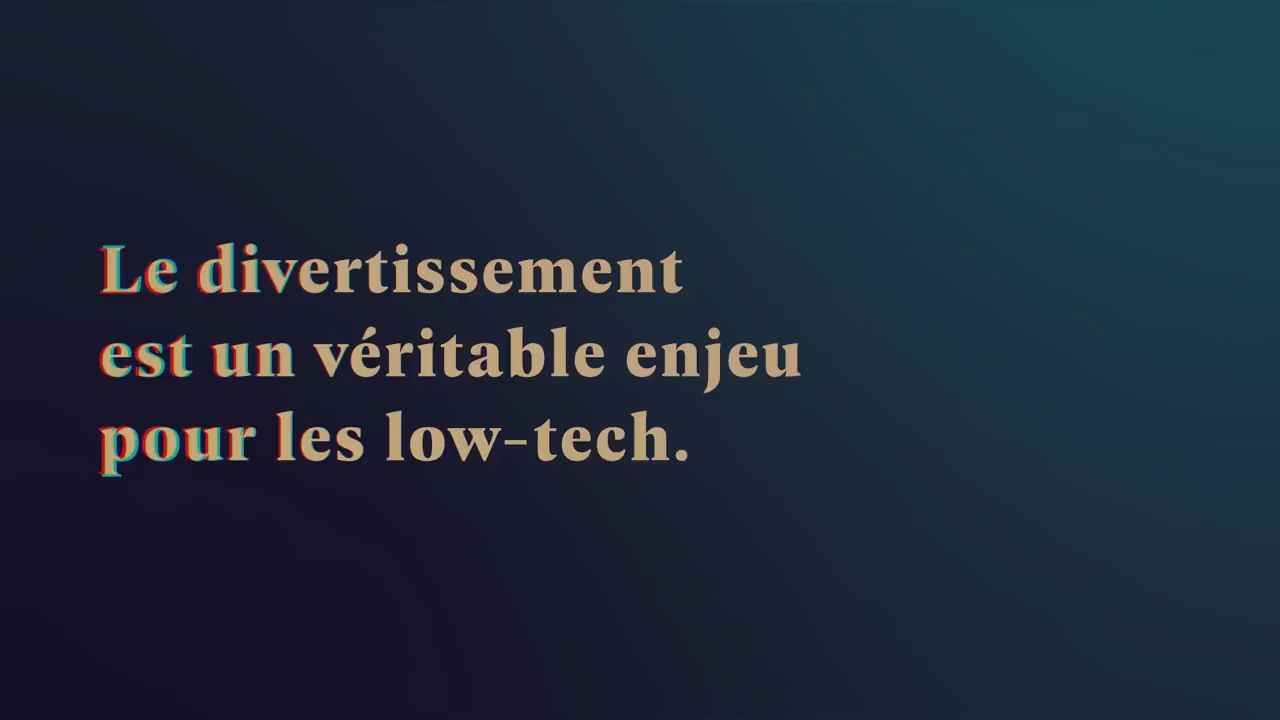 Le divertissement
est un véritable enjeu
pour les low-tech.